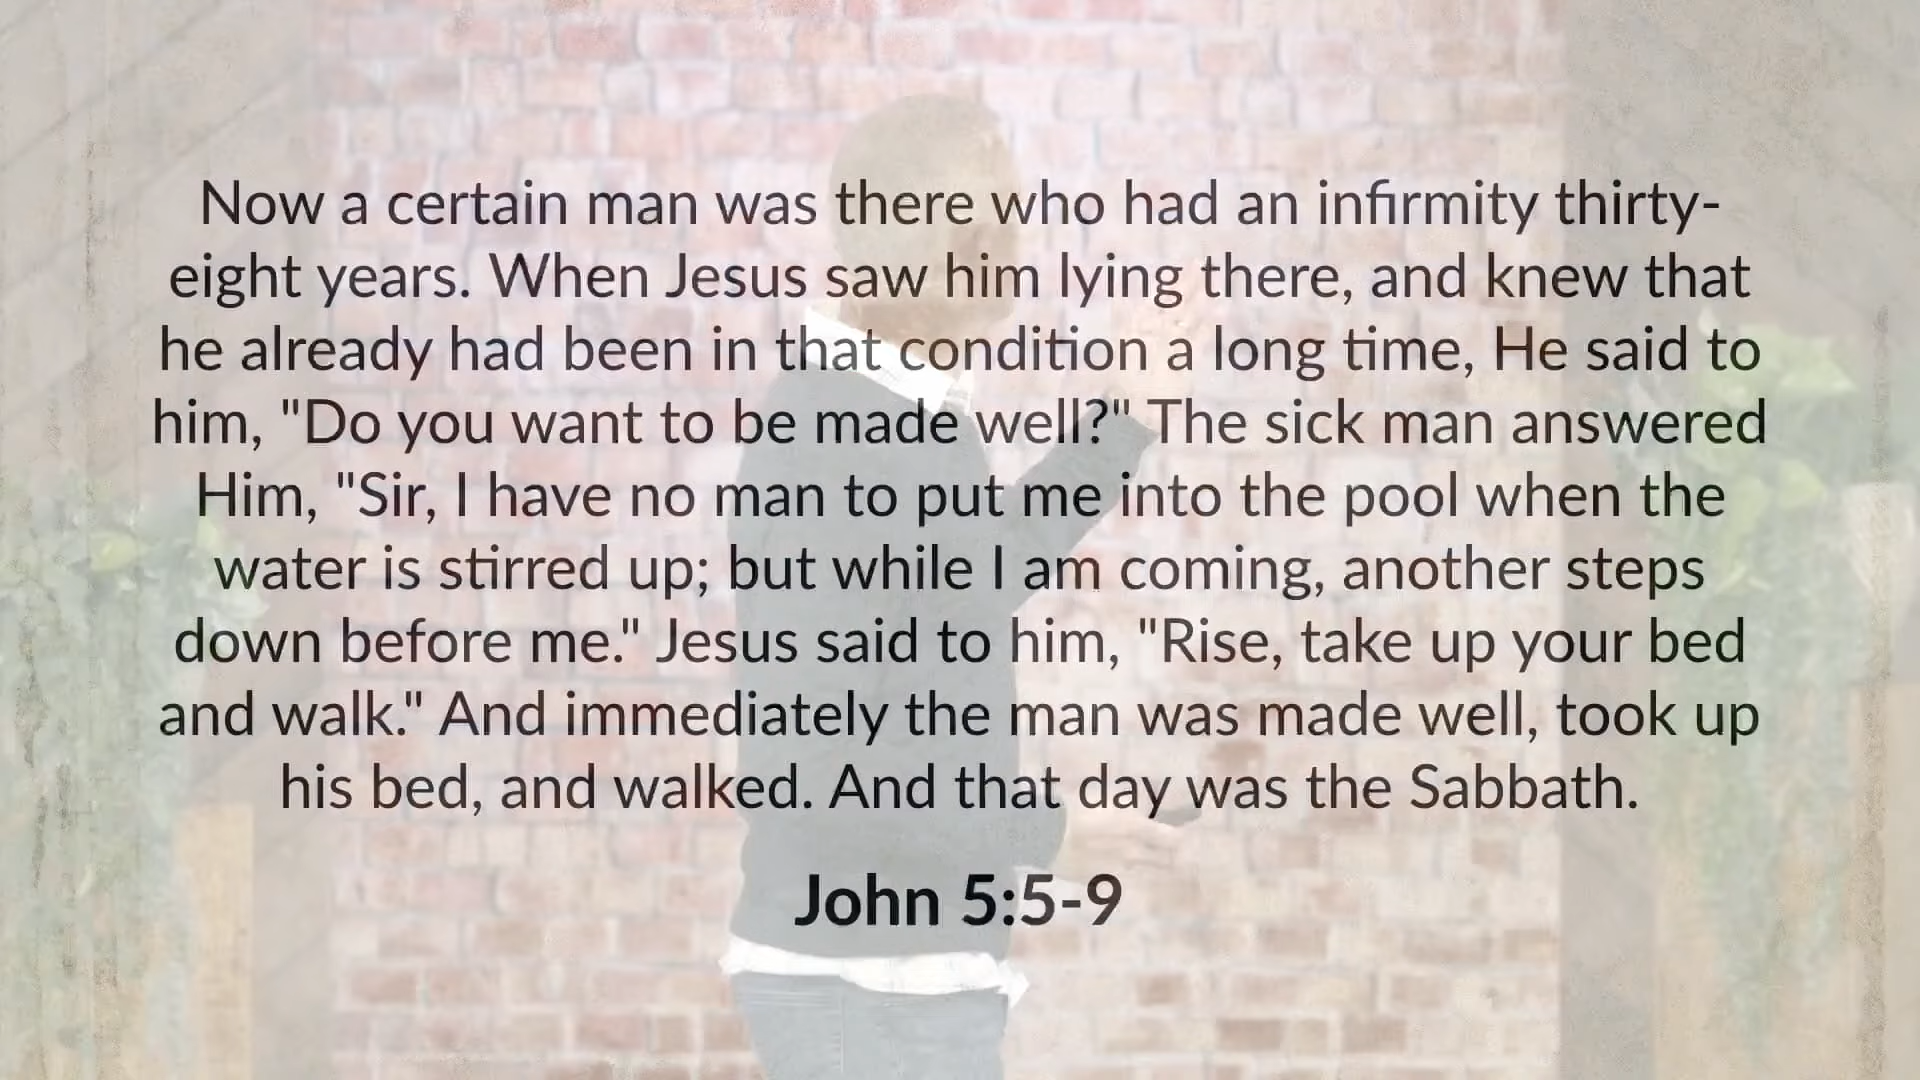 Now a certain man was there who had an infirmity thirty-
eight years. When Jesus saw him lying there, and knew that
he already had been in that condition a long time, He said to
him, "Do you want to be made well?" The sick man answered
Him, "Sir, I have no man to put me into the pool when the
water is stirred up; but while I am coming, another steps
down before me." Jesus said to him, "Rise, take up your bed
and walk." And immediately the man was made well, took up
his bed, and walked. And that day was the Sabbath.
John 5:5-9